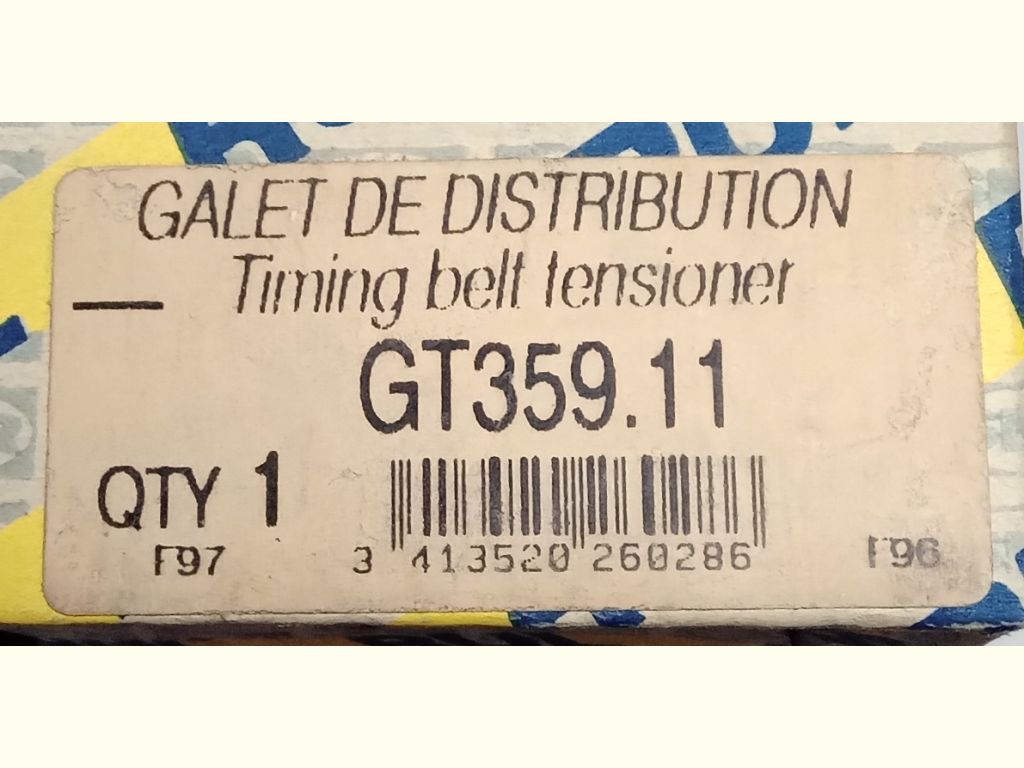 GALET DE DISTRIBUTION
Timing belt tensioner
GT359.11
QTY 1
F97 3 413520 260286 F96